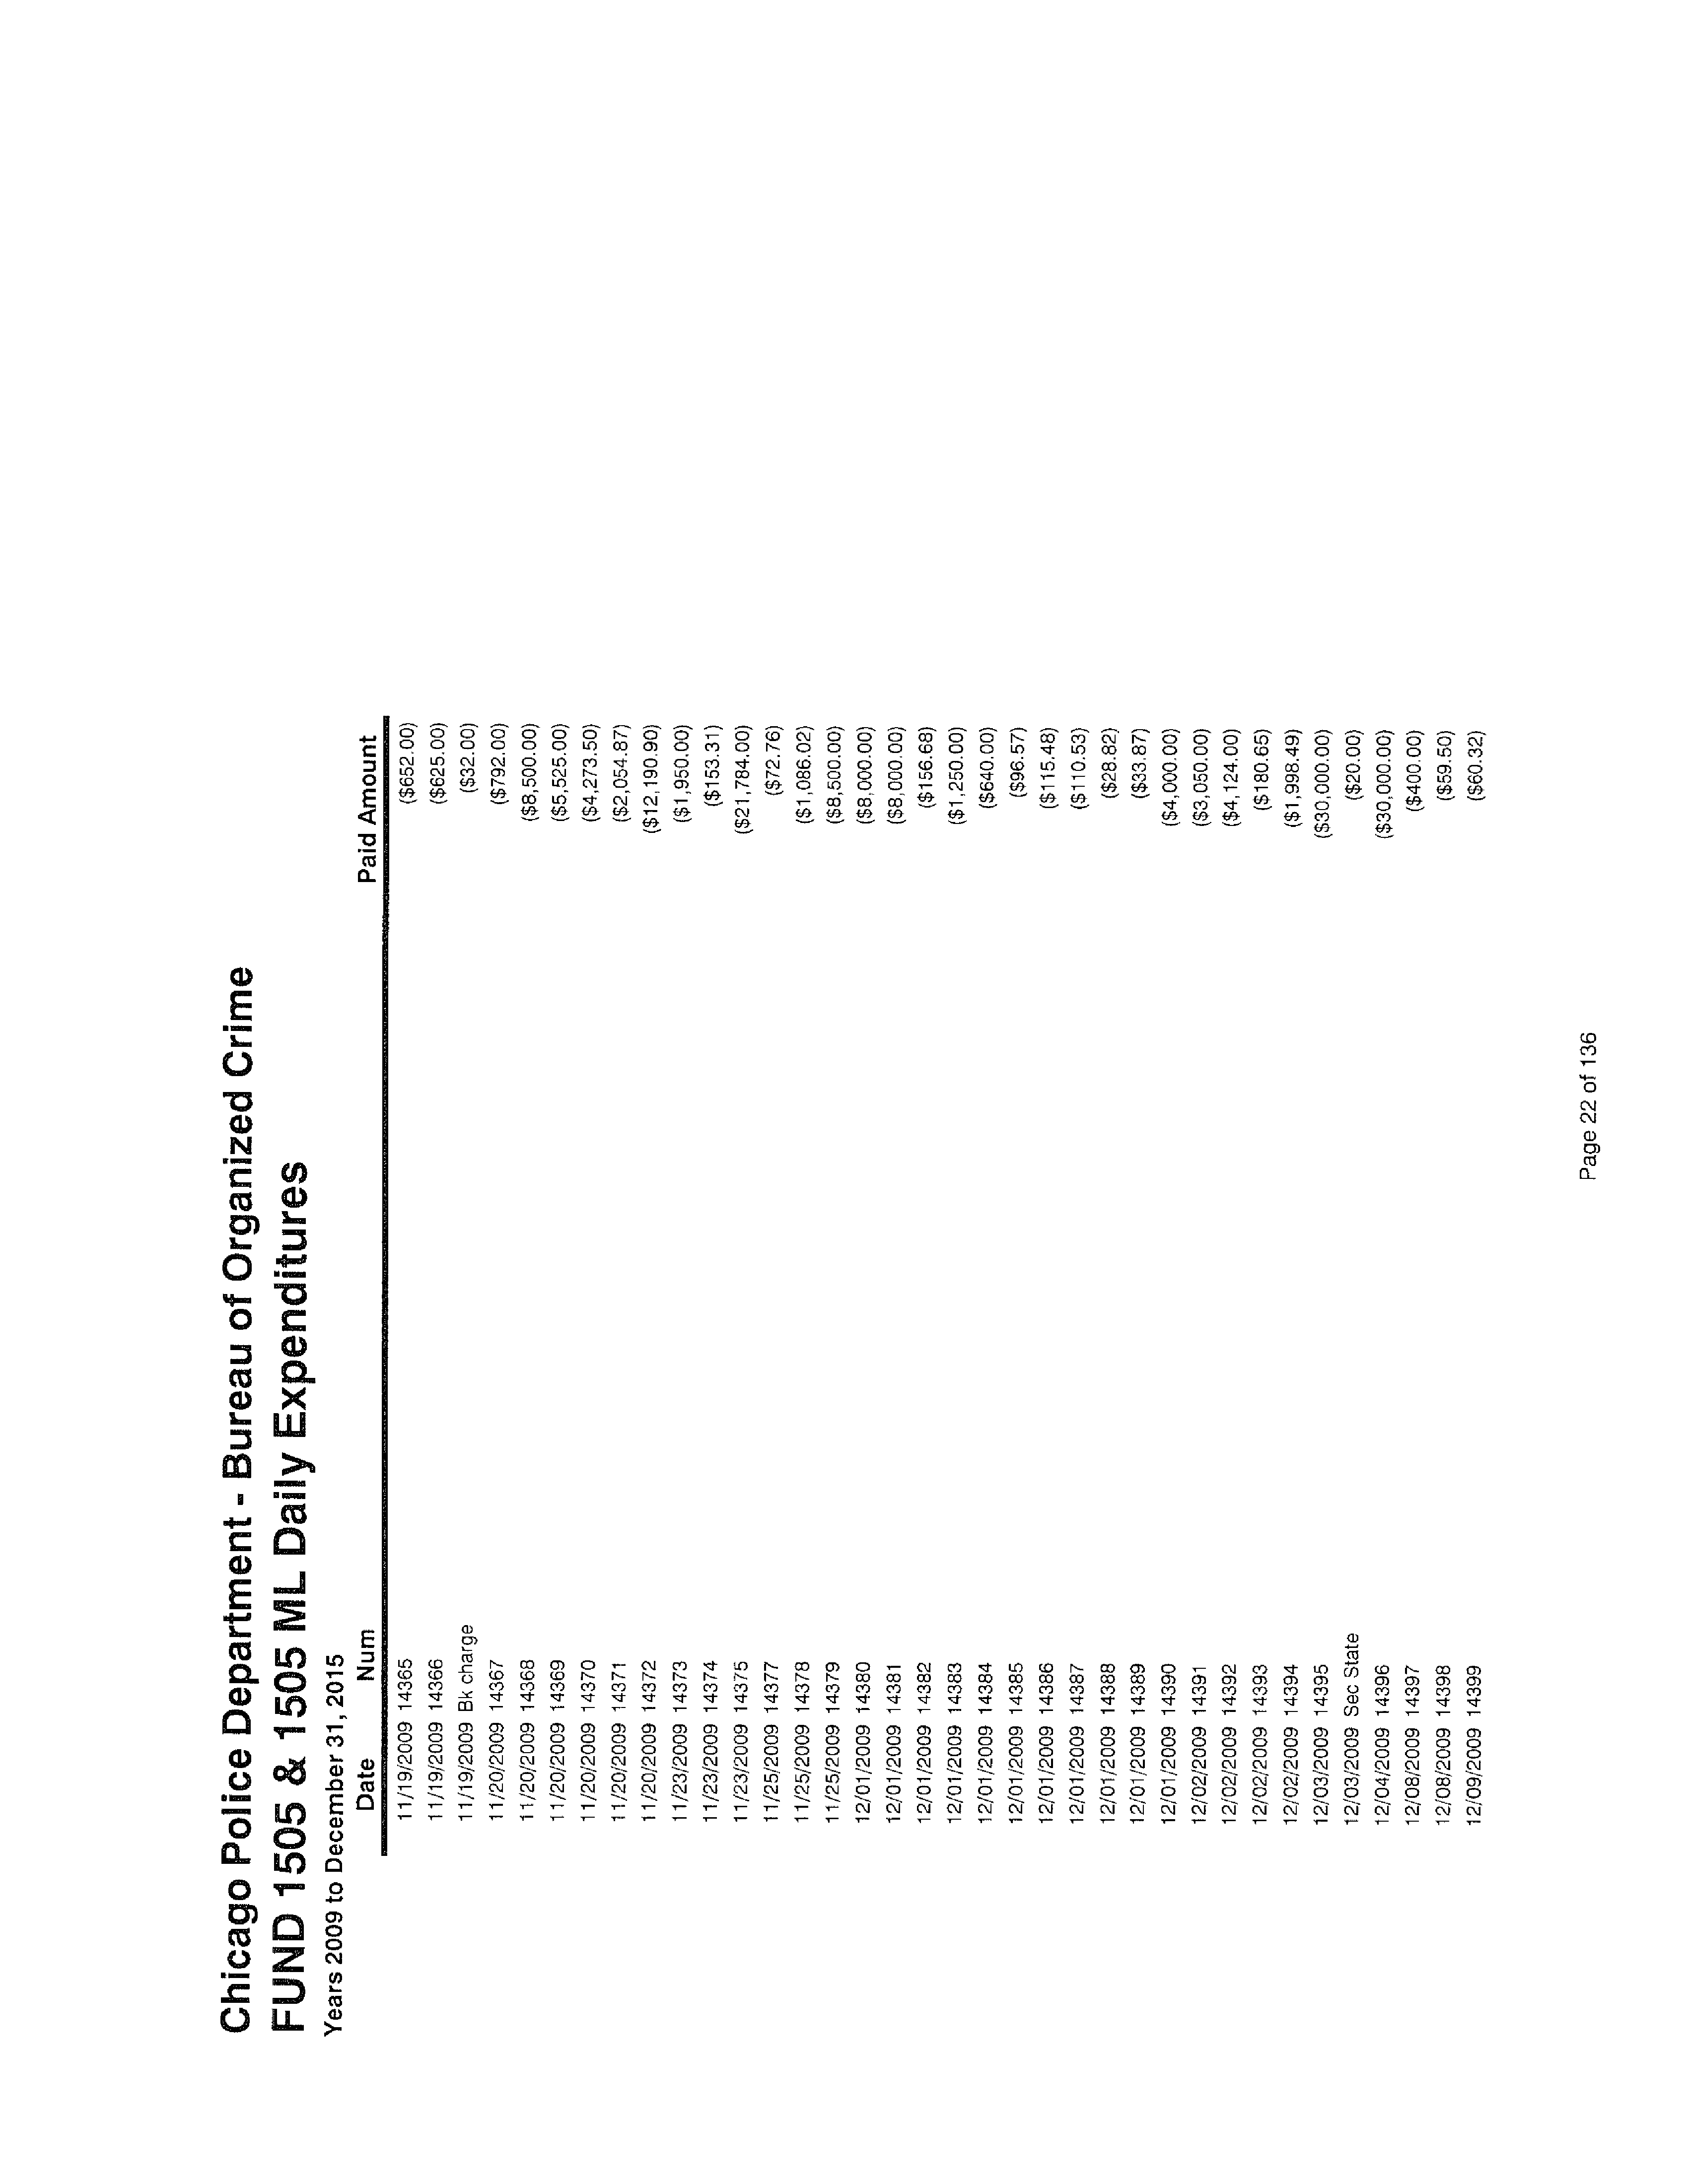 Chicago Police Department - Bureau of Organized Crime
FUND 1505 & 1505 ML Daily Expenditures
Years 2009 to December 31, 2015
Date Num Paid Amount
11/19/2009 14365 ($652.00)
11/19/2009 14366 ($625.00)
11/19/2009 Bk charge ($32.00)
11/20/2009 14367 ($792.00)
11/20/2009 14368 ($8,500.00)
11/20/2009 14369 ($5,525.00)
11/20/2009 14370 ($4,273.50)
11/20/2009 14371 ($2,054.87)
11/20/2009 14372 ($12,190.90)
11/23/2009 14373 ($1,950.00)
11/23/2009 14374 ($153.31)
11/23/2009 14375 ($21,784.00)
11/25/2009 14377 ($72.76)
11/25/2009 14378 ($1,086.02)
11/25/2009 14379 ($8,500.00)
12/01/2009 14380 ($8,000.00)
12/01/2009 14381 ($8,000.00)
12/01/2009 14382 ($156.68)
12/01/2009 14383 ($1,250.00)
12/01/2009 14384 ($640.00)
12/01/2009 14385 ($96.57)
12/01/2009 14386 ($115.48)
12/01/2009 14387 ($110.53)
12/01/2009 14388 ($28.82)
12/01/2009 14389 ($33.87)
12/01/2009 14390 ($4,000.00)
12/02/2009 14391 ($3,050.00)
12/02/2009 14392 ($4,124.00)
12/02/2009 14393 ($180.65)
12/02/2009 14394 ($1,998.49)
12/03/2009 14395 ($30,000.00)
12/03/2009 Sec State ($20.00)
12/04/2009 14396 ($30,000.00)
12/08/2009 14397 ($400.00)
12/08/2009 14398 ($59.50)
12/09/2009 14399 ($60.32)
Page 22 of 136